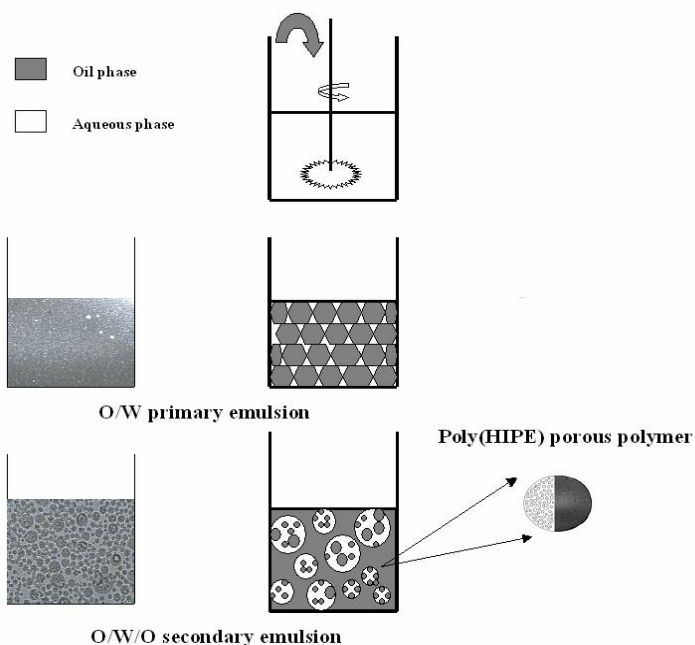 Oil phase
Aqueous phase
O/W primary emulsion
Poly(HIPE) porous polymer
O/W/O secondary emulsion